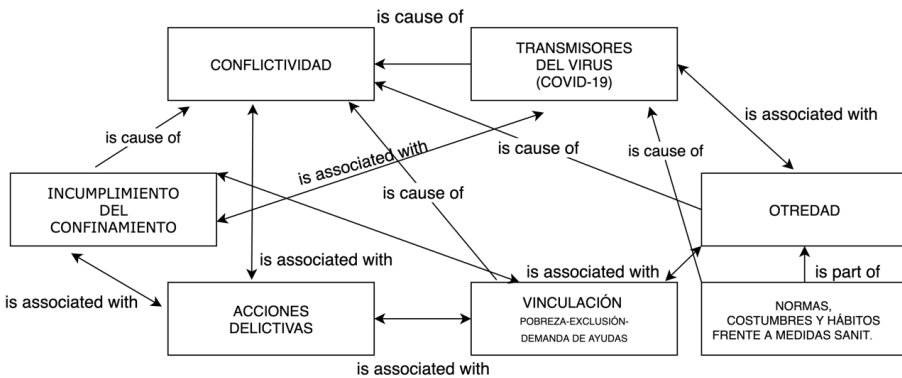 is cause of
CONFLICTIVIDAD
TRANSMISORES
DEL VIRUS
(COVID-19)
is associated with
is cause of
is associated with
is cause of
is cause of
is cause of
INCUMPLIMIENTO
DEL
CONFINAMIENTO
OTREDAD
is associated with
is associated with
is part of
is associated with
ACCIONES
DELICTIVAS
VINCULACIÓN
POBREZA-EXCLUSIÓN-
DEMANDA DE AYUDAS
NORMAS,
COSTUMBRES Y HÁBITOS
FRENTE A MEDIDAS SANIT.
is associated with